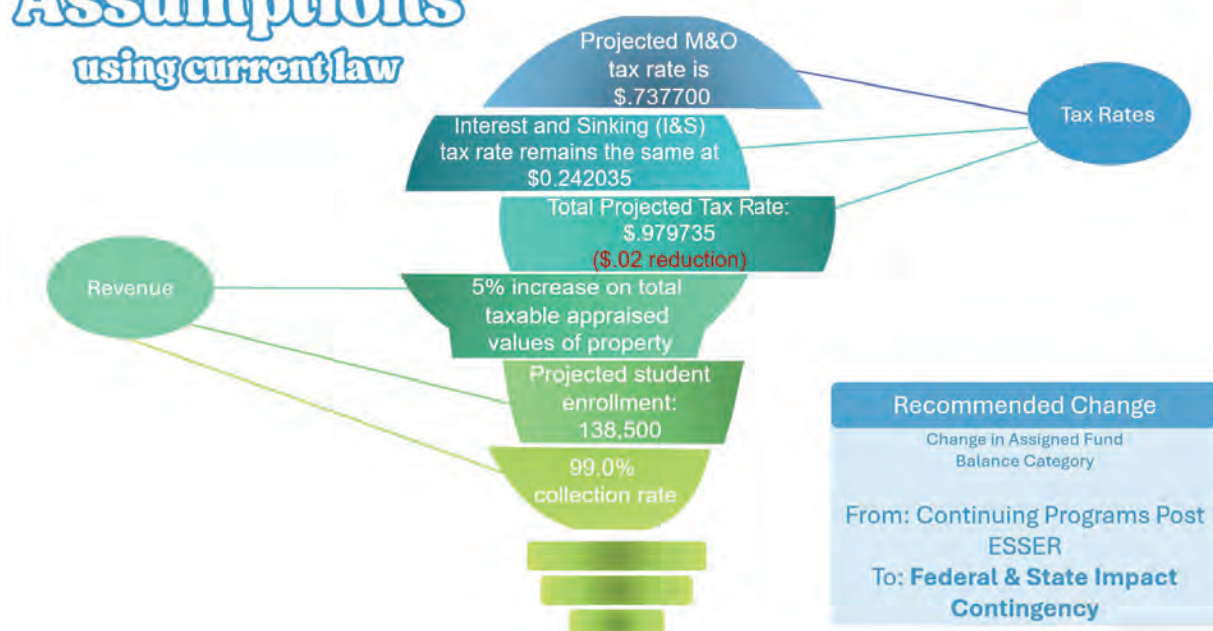 Assumptions
using current law
Projected M&O
tax rate is
$.737700
Interest and Sinking (I&S)
tax rate remains the same at
$0.242035
Total Projected Tax Rate:
$.979735
($.02 reduction)
Tax Rates
Revenue
5% increase on total
taxable appraised
values of property
Projected student
enrollment:
138,500
99.0%
collection rate
Recommended Change
Change in Assigned Fund
Balance Category
From: Continuing Programs Post
ESSER
To: Federal & State Impact
Contingency